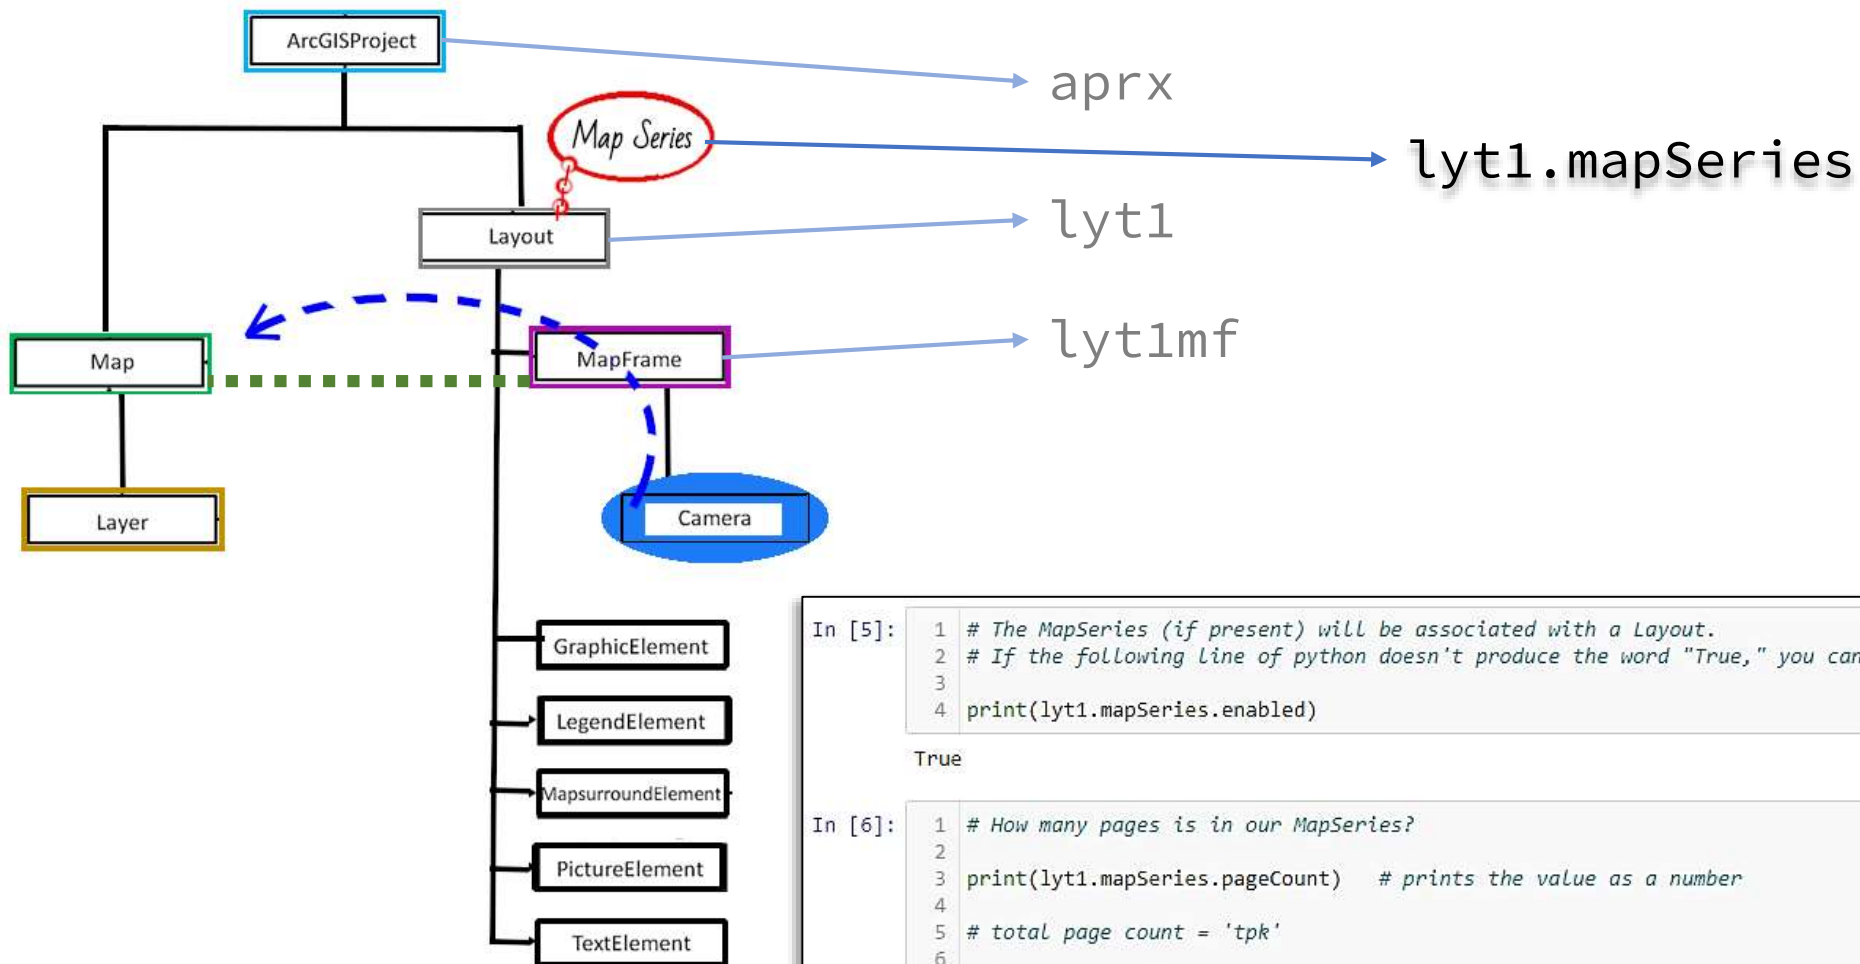 ArcGISProject
aprx
Map Series
lyt1.mapSeries
lyt1
Layout
lyt1mf
Map
MapFrame
Layer
Camera
GraphicElement
LegendElement
MapsurroundElement
PictureElement
TextElement
In [5]:
1 # The MapSeries (if present) will be associated with a Layout.
2 # If the following line of python doesn't produce the word "True," you can
3
4 print(lyt1.mapSeries.enabled)
True
In [6]:
1 # How many pages is in our MapSeries?
2
3 print(lyt1.mapSeries.pageCount) # prints the value as a number
4
5 # total page count = 'tpk'
6